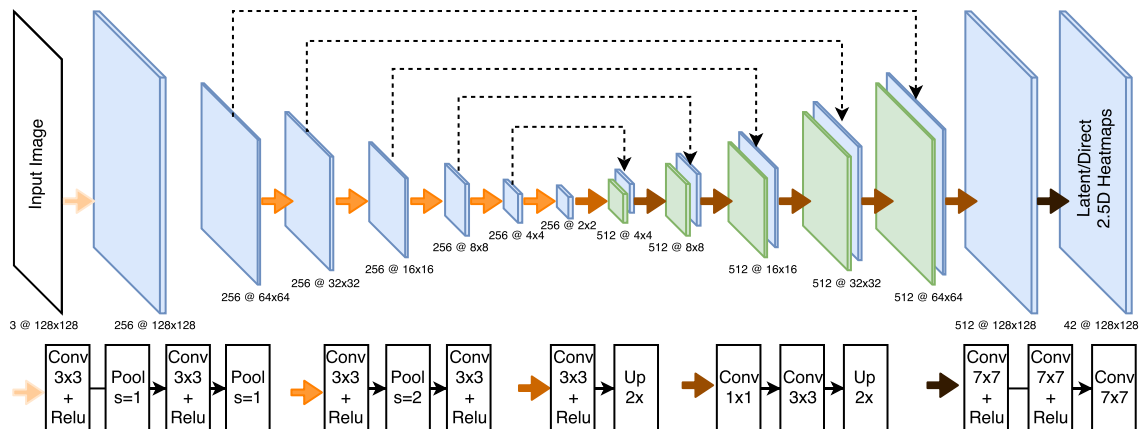 Input Image
Latent/Direct
2.5D Heatmaps
3 @ 128x128
256 @ 128x128
256 @ 64x64
256 @ 32x32
256 @ 16x16
256 @ 8x8
256 @ 4x4
256 @ 2x2
512 @ 4x4
512 @ 8x8
512 @ 16x16
512 @ 32x32
512 @ 64x64
512 @ 128x128
42 @ 128x128
Conv
3x3
+
Relu
Pool
s=1
Conv
3x3
+
Relu
Pool
s=1
Conv
3x3
+
Relu
Pool
s=2
Conv
3x3
+
Relu
Conv
3x3
+
Relu
Up
2x
Conv
1x1
Conv
3x3
Up
2x
Conv
7x7
+
Relu
Conv
7x7
+
Relu
Conv
7x7